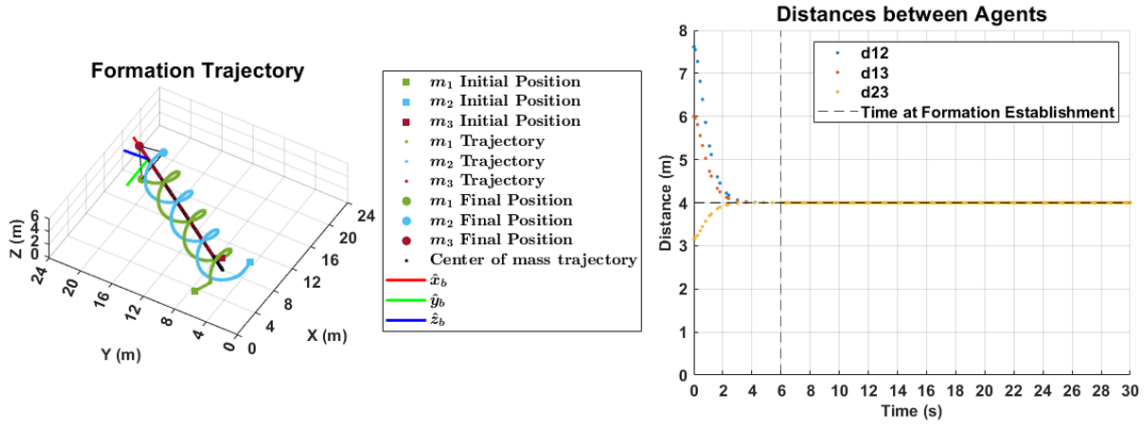 Formation Trajectory
Z (m)
6
4
2
0
24
20
16
12
8
4
0
Y (m)
0
4
8
12
16
20
24
X (m)
m₁ Initial Position
m₂ Initial Position
m₃ Initial Position
m₁ Trajectory
m₂ Trajectory
m₃ Trajectory
m₁ Final Position
m₂ Final Position
m₃ Final Position
Center of mass trajectory
x̂_b
ŷ_b
ẑ_b
Distances between Agents
Distance (m)
8
7
6
5
4
3
2
1
0
d12
d13
d23
Time at Formation Establishment
0 2 4 6 8 10 12 14 16 18 20 22 24 26 28 30
Time (s)